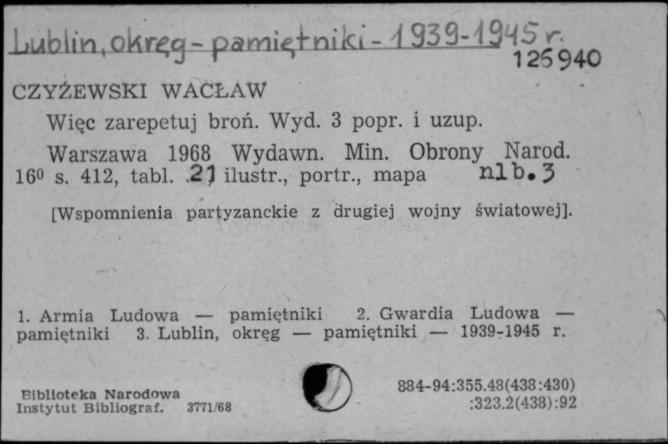 Lublin, okręg - pamiętniki - 1939-1945 r.
126940
CZYŻEWSKI WACŁAW
Więc zarepetuj broń. Wyd. 3 popr. i uzup.
Warszawa 1968 Wydawn. Min. Obrony Narod.
16⁰ s. 412, tabl. 21 ilustr., portr., mapa nlb. 3
[Wspomnienia partyzanckie z drugiej wojny światowej].
1. Armia Ludowa — pamiętniki 2. Gwardia Ludowa —
pamiętniki 3. Lublin, okręg — pamiętniki — 1939-1945 r.
Biblioteka Narodowa
Instytut Bibliograf. 3771/68
884-94:355.48(438:430)
:323.2(438):92